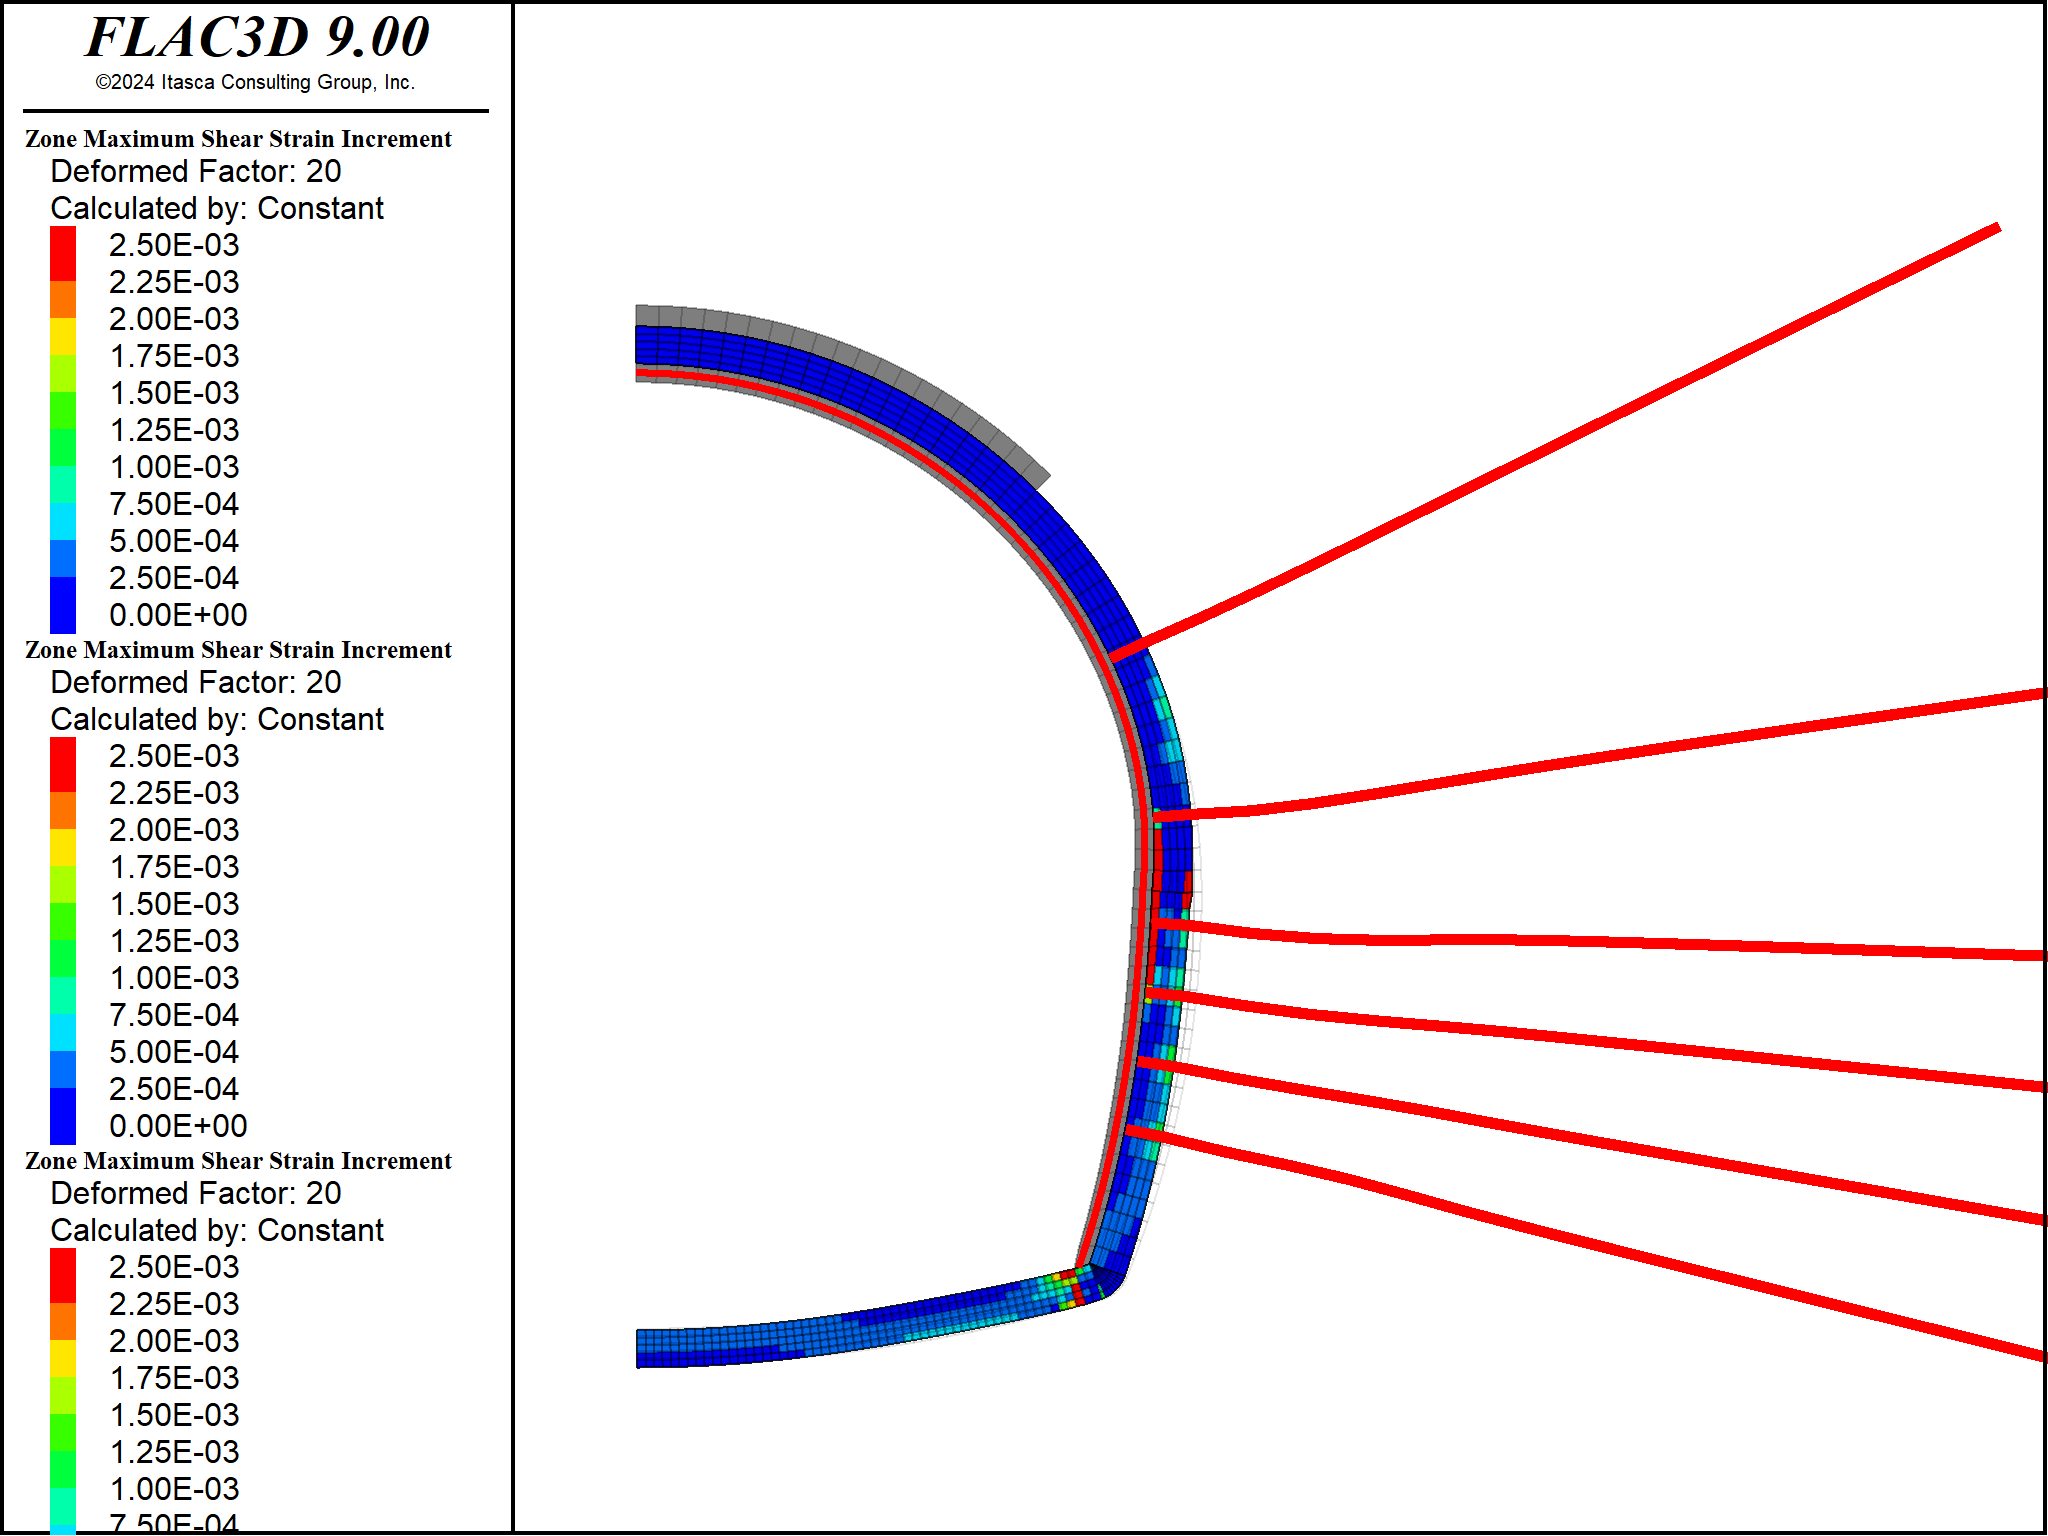 FLAC3D 9.00
©2024 Itasca Consulting Group, Inc.
Zone Maximum Shear Strain Increment
Deformed Factor: 20
Calculated by: Constant
2.50E-03
2.25E-03
2.00E-03
1.75E-03
1.50E-03
1.25E-03
1.00E-03
7.50E-04
5.00E-04
2.50E-04
0.00E+00
Zone Maximum Shear Strain Increment
Deformed Factor: 20
Calculated by: Constant
2.50E-03
2.25E-03
2.00E-03
1.75E-03
1.50E-03
1.25E-03
1.00E-03
7.50E-04
5.00E-04
2.50E-04
0.00E+00
Zone Maximum Shear Strain Increment
Deformed Factor: 20
Calculated by: Constant
2.50E-03
2.25E-03
2.00E-03
1.75E-03
1.50E-03
1.25E-03
1.00E-03
7.50E-04